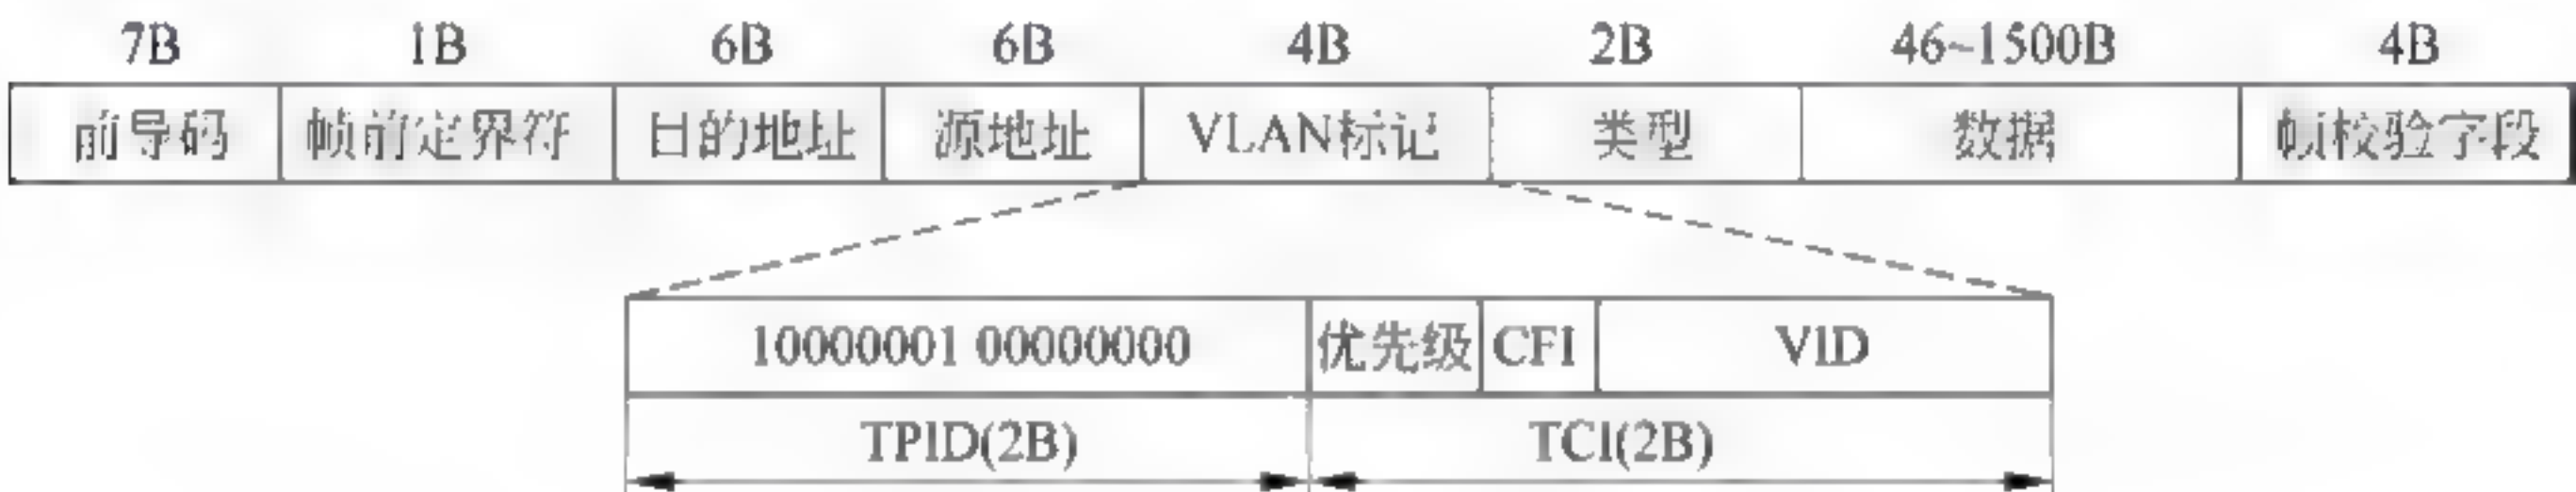 7B 1B 6B 6B 4B 2B 46~1500B 4B
前导码 帧前定界符 目的地址 源地址 VLAN标记 类型 数据 帧校验字段
10000001 00000000 优先级 CFI VID
TPID(2B) TCI(2B)